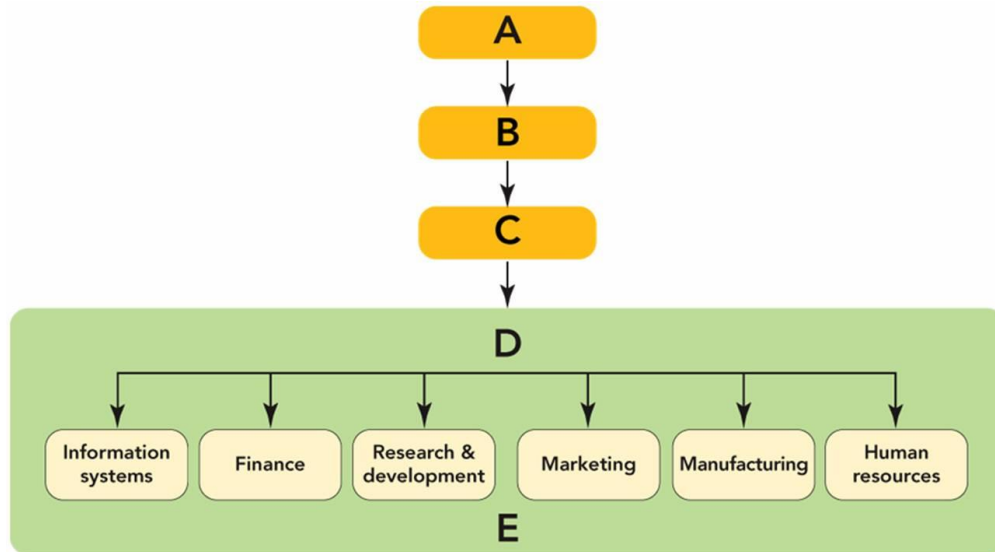 A
B
C
D
Information systems
Finance
Research & development
Marketing
Manufacturing
Human resources
E